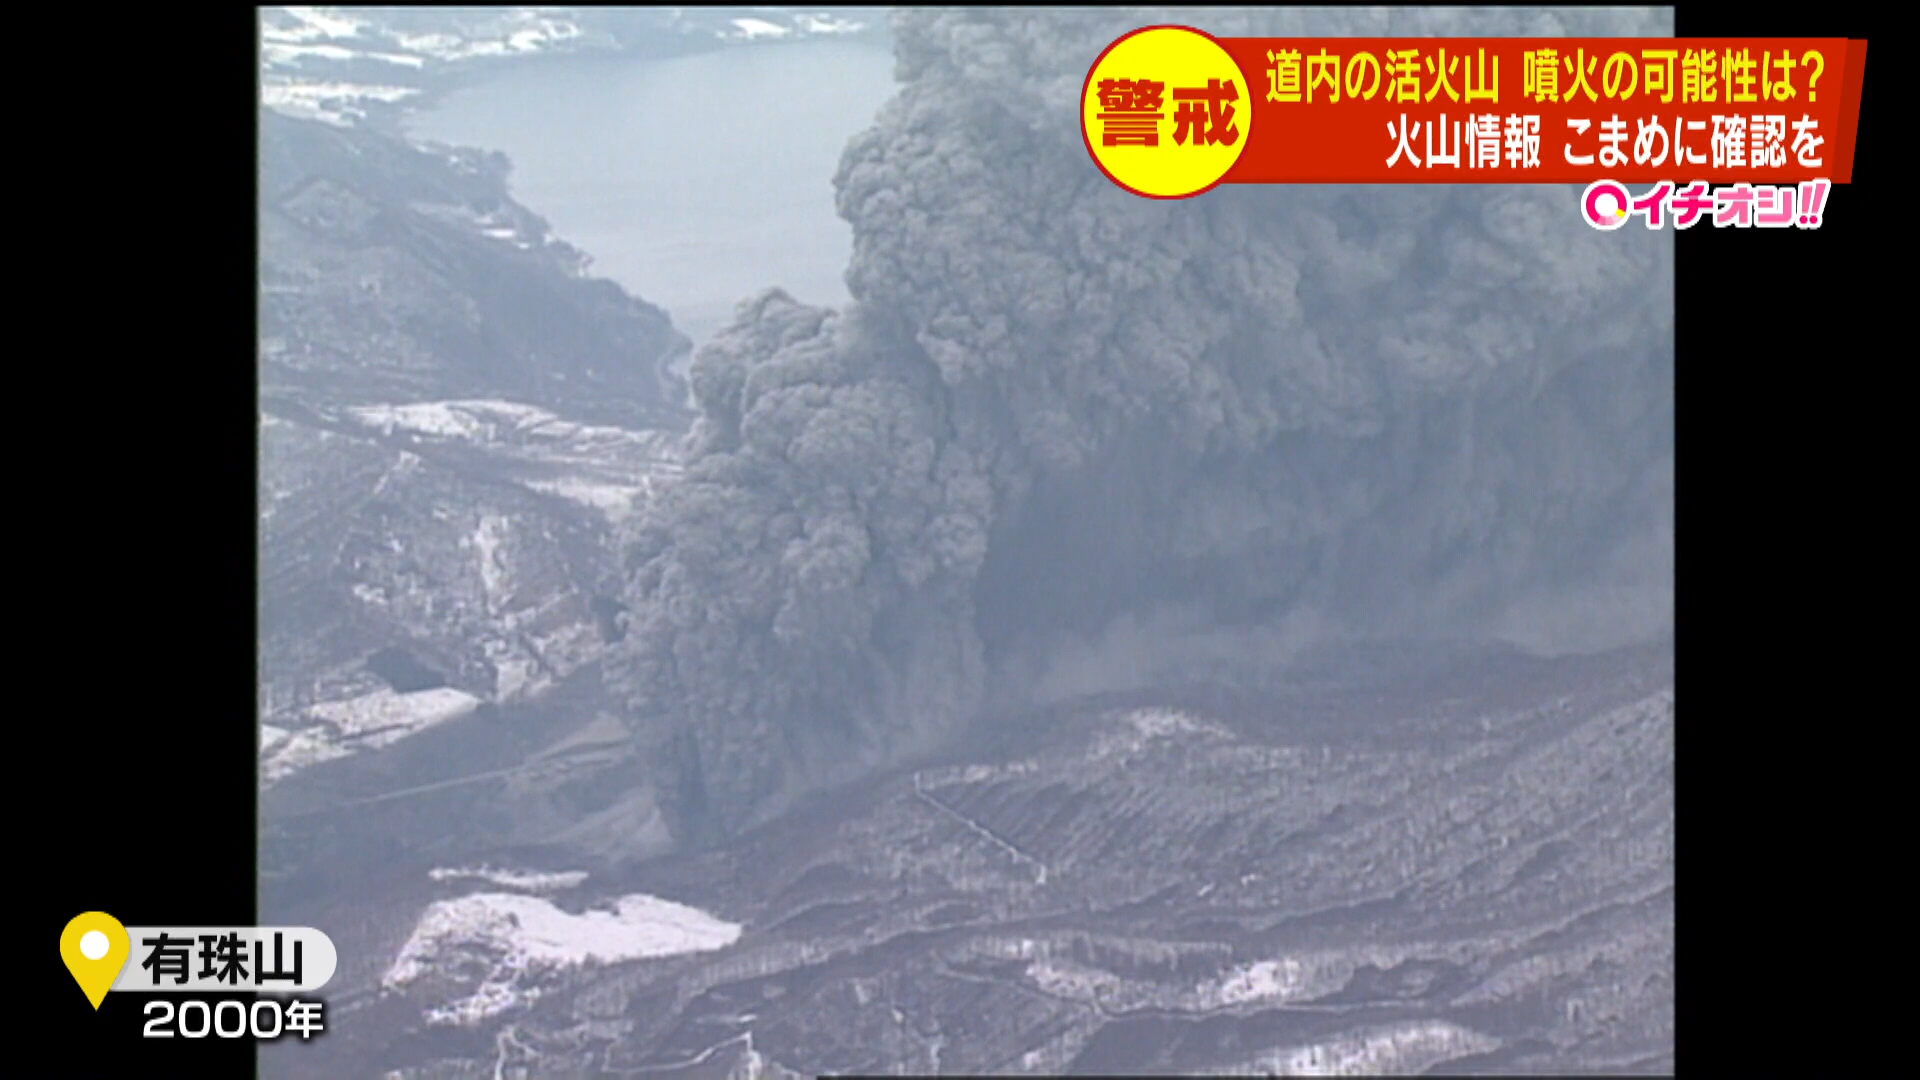 警戒
道内の活火山 噴火の可能性は?
火山情報 こまめに確認を
イチオシ!!
有珠山
2000年